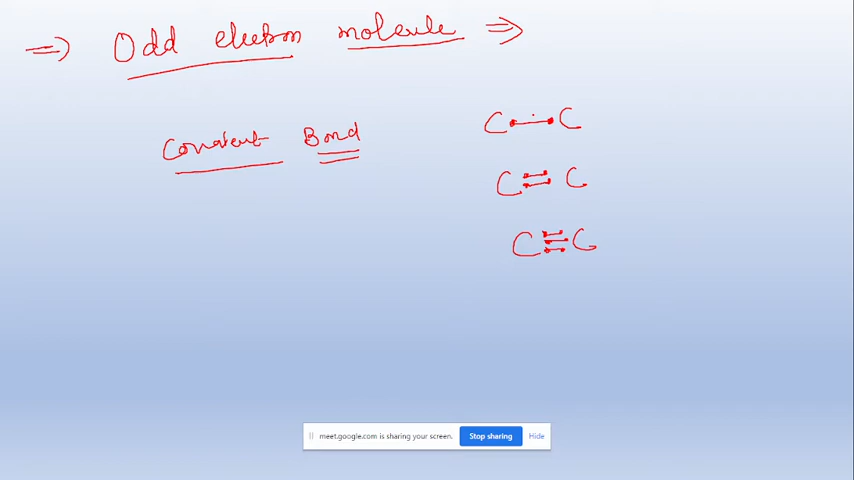 ⇒ Odd electron molecule ⇒
Covalent Bond
C-C
C=C
C≡C
meet.google.com is sharing your screen. Stop sharing Hide